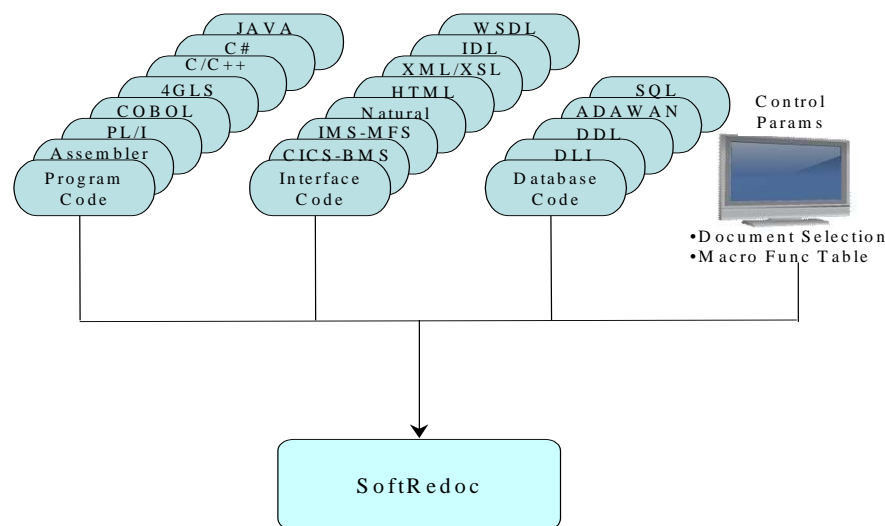 JAVA
C#
C/C++
4GLS
COBOL
PL/I
Assembler
Program
Code
WSDL
IDL
XML/XSL
HTML
Natural
IMS-MFS
CICS-BMS
Interface
Code
SQL
ADAWAN
DDL
DLI
Database
Code
Control
Params
•Document Selection
•Macro Func Table
SoftRedoc